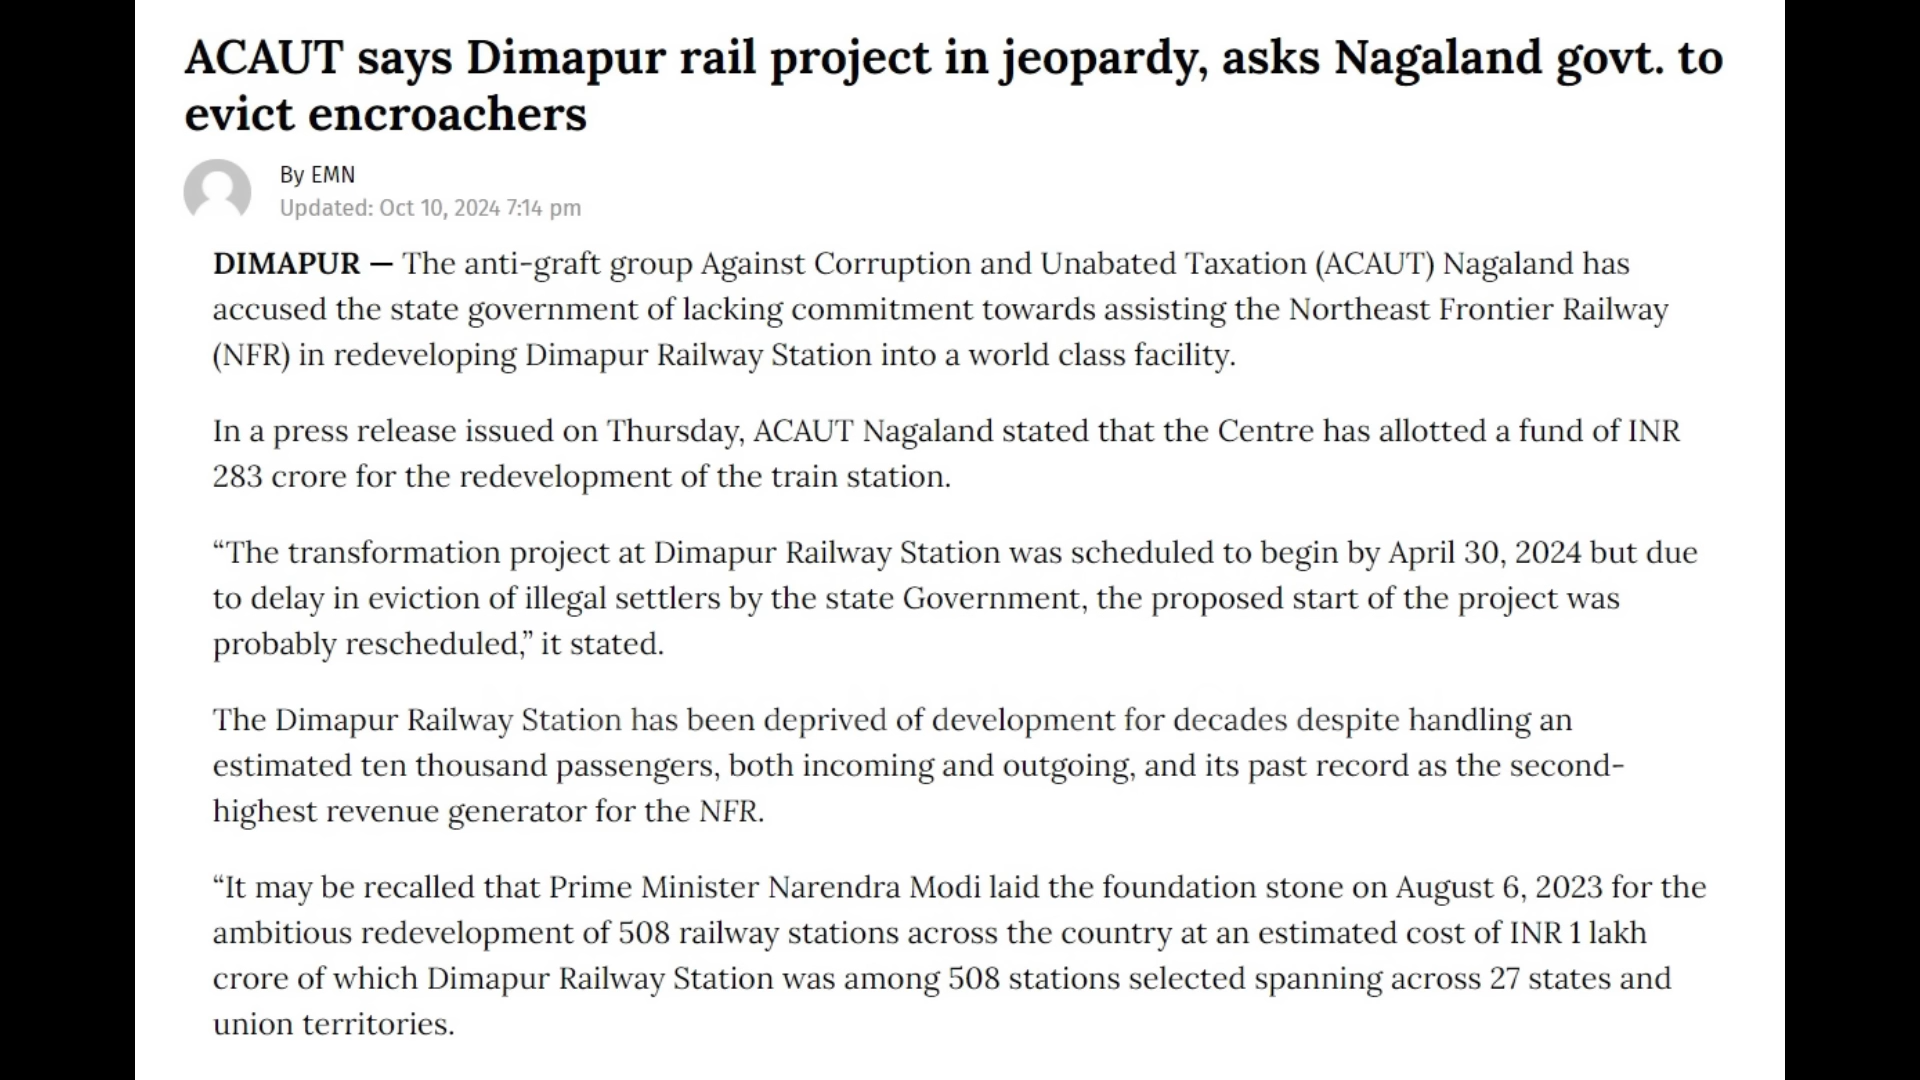 ACAUT says Dimapur rail project in jeopardy, asks Nagaland govt. to
evict encroachers
By EMN
Updated: Oct 10, 2024 7:14 pm
DIMAPUR — The anti-graft group Against Corruption and Unabated Taxation (ACAUT) Nagaland has
accused the state government of lacking commitment towards assisting the Northeast Frontier Railway
(NFR) in redeveloping Dimapur Railway Station into a world class facility.
In a press release issued on Thursday, ACAUT Nagaland stated that the Centre has allotted a fund of INR
283 crore for the redevelopment of the train station.
“The transformation project at Dimapur Railway Station was scheduled to begin by April 30, 2024 but due
to delay in eviction of illegal settlers by the state Government, the proposed start of the project was
probably rescheduled,” it stated.
The Dimapur Railway Station has been deprived of development for decades despite handling an
estimated ten thousand passengers, both incoming and outgoing, and its past record as the second-
highest revenue generator for the NFR.
“It may be recalled that Prime Minister Narendra Modi laid the foundation stone on August 6, 2023 for the
ambitious redevelopment of 508 railway stations across the country at an estimated cost of INR 1 lakh
crore of which Dimapur Railway Station was among 508 stations selected spanning across 27 states and
union territories.